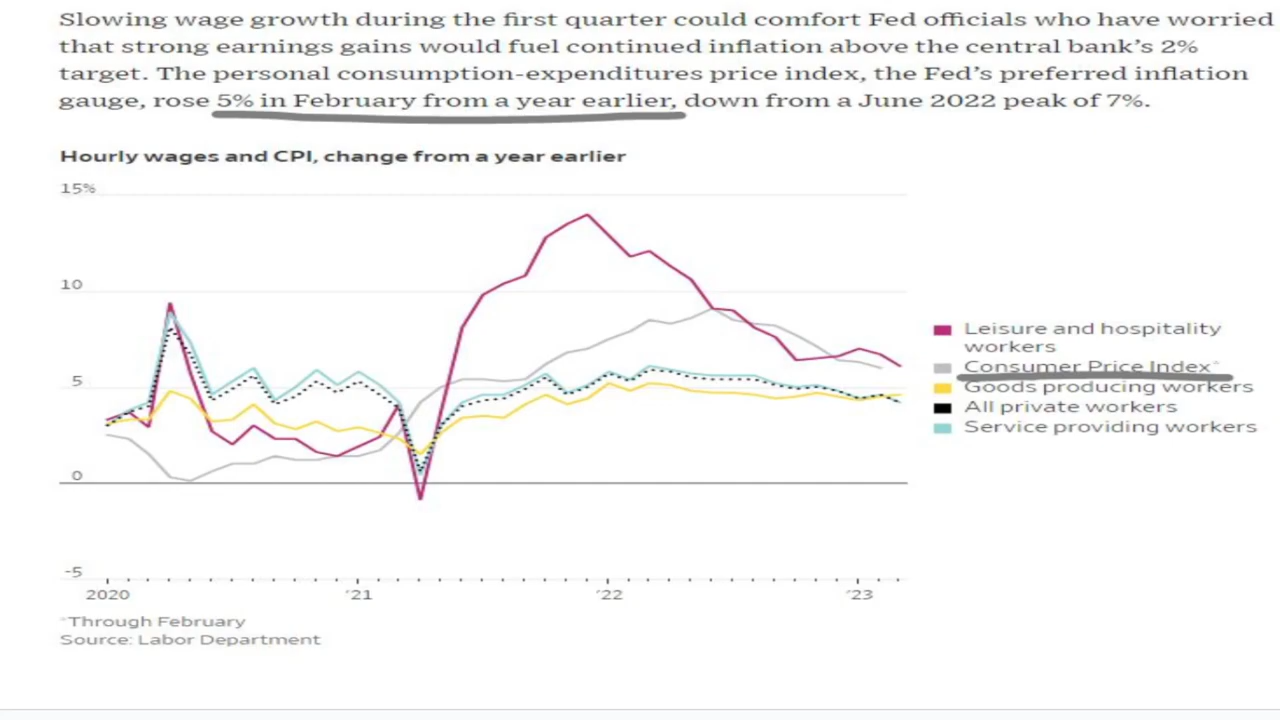 Slowing wage growth during the first quarter could comfort Fed officials who have worried
that strong earnings gains would fuel continued inflation above the central bank’s 2%
target. The personal consumption-expenditures price index, the Fed’s preferred inflation
gauge, rose 5% in February from a year earlier, down from a June 2022 peak of 7%.
Hourly wages and CPI, change from a year earlier
15%
10
5
0
-5
2020 ’21 ’22 ’23
Leisure and hospitality
workers
Consumer Price Index*
Goods producing workers
All private workers
Service providing workers
*Through February
Source: Labor Department